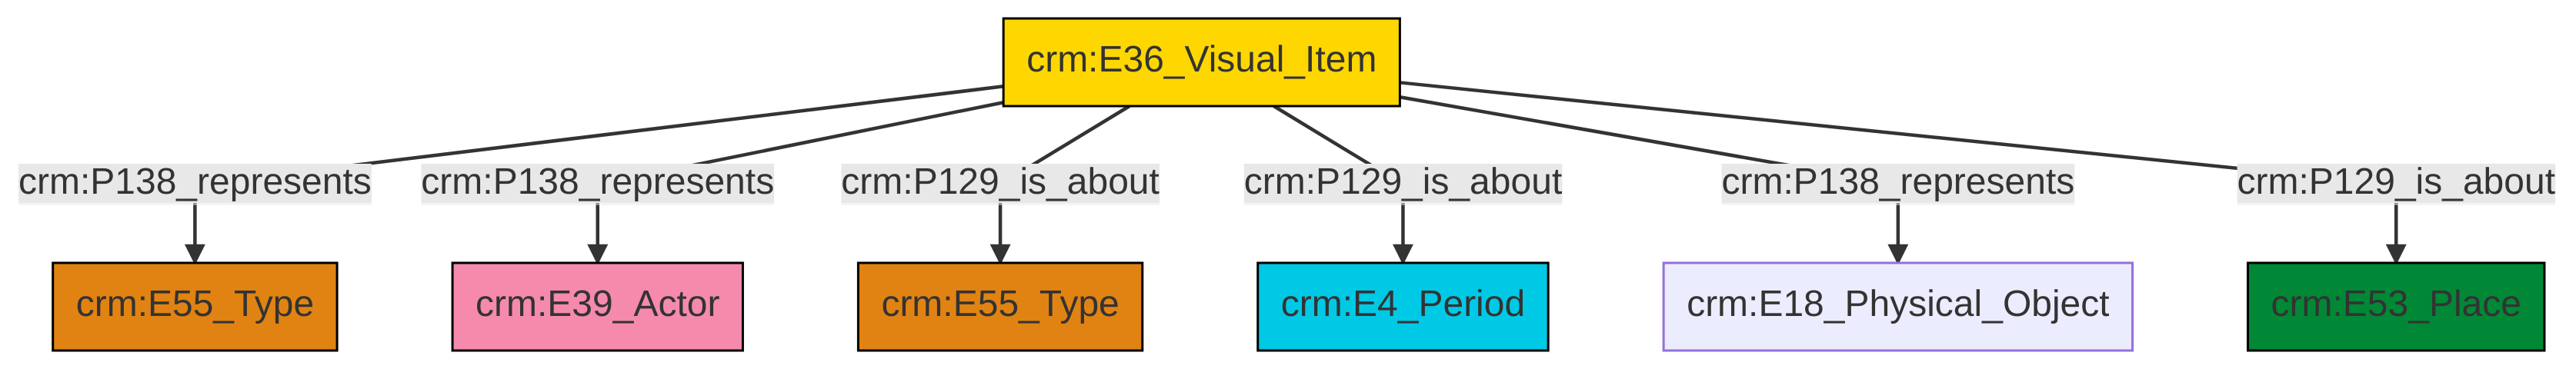 crm:E36_Visual_Item
crm:P138_represents
crm:P138_represents
crm:P129_is_about
crm:P129_is_about
crm:P138_represents
crm:P129_is_about
crm:E55_Type
crm:E39_Actor
crm:E55_Type
crm:E4_Period
crm:E18_Physical_Object
crm:E53_Place